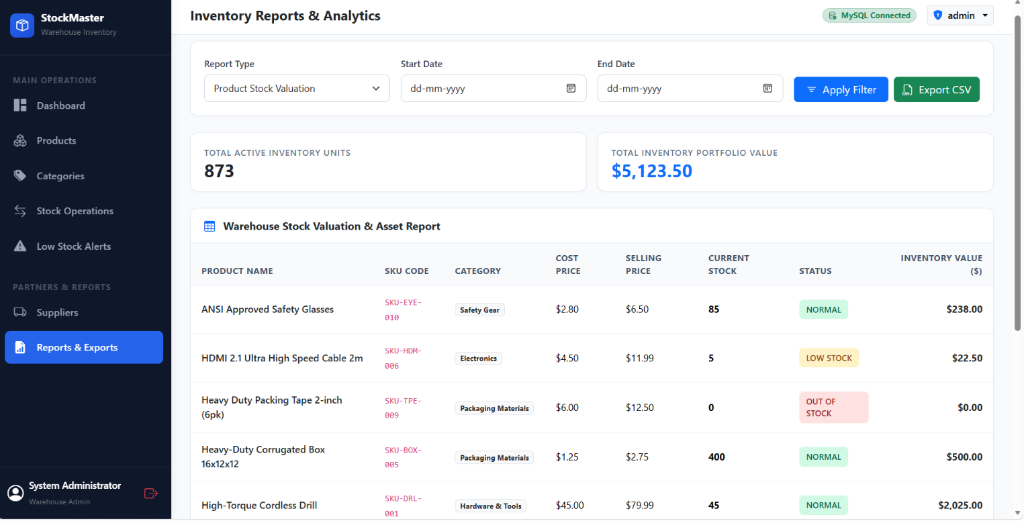 StockMaster
Warehouse Inventory
MAIN OPERATIONS
Dashboard
Products
Categories
Stock Operations
Low Stock Alerts
PARTNERS & REPORTS
Suppliers
Reports & Exports
System Administrator
Warehouse Admin
Inventory Reports & Analytics
MySQL Connected
admin
Report Type
Product Stock Valuation
Start Date
dd-mm-yyyy
End Date
dd-mm-yyyy
Apply Filter
Export CSV
TOTAL ACTIVE INVENTORY UNITS
873
TOTAL INVENTORY PORTFOLIO VALUE
$5,123.50
Warehouse Stock Valuation & Asset Report
PRODUCT NAME SKU CODE CATEGORY COST PRICE SELLING PRICE CURRENT STOCK STATUS INVENTORY VALUE ($)
ANSI Approved Safety Glasses SKU-EYE-010 Safety Gear $2.80 $6.50 85 NORMAL $238.00
HDMI 2.1 Ultra High Speed Cable 2m SKU-HDM-006 Electronics $4.50 $11.99 5 LOW STOCK $22.50
Heavy Duty Packing Tape 2-inch (6pk) SKU-TPE-009 Packaging Materials $6.00 $12.50 0 OUT OF STOCK $0.00
Heavy-Duty Corrugated Box 16x12x12 SKU-BOX-005 Packaging Materials $1.25 $2.75 400 NORMAL $500.00
High-Torque Cordless Drill SKU-DRL-001 Hardware & Tools $45.00 $79.99 45 NORMAL $2,025.00